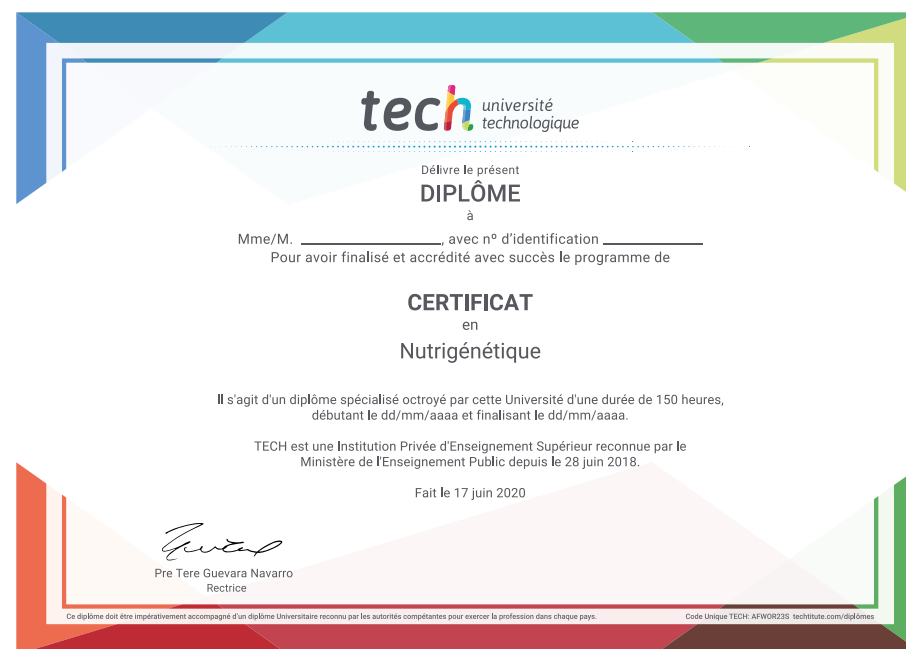 tech université
technologique
Délivre le présent
DIPLÔME
à
Mme/M. ____________________, avec nº d'identification ______________
Pour avoir finalisé et accrédité avec succès le programme de
CERTIFICAT
en
Nutrigénétique
Il s'agit d'un diplôme spécialisé octroyé par cette Université d'une durée de 150 heures,
débutant le dd/mm/aaaa et finalisant le dd/mm/aaaa.
TECH est une Institution Privée d'Enseignement Supérieur reconnue par le
Ministère de l'Enseignement Public depuis le 28 juin 2018.
Fait le 17 juin 2020
Pre Tere Guevara Navarro
Rectrice
Ce diplôme doit être impérativement accompagné d'un diplôme Universitaire reconnu par les autorités compétantes pour exercer la profession dans chaque pays.
Code Unique TECH: AFWOR23S techtitute.com/diplômes